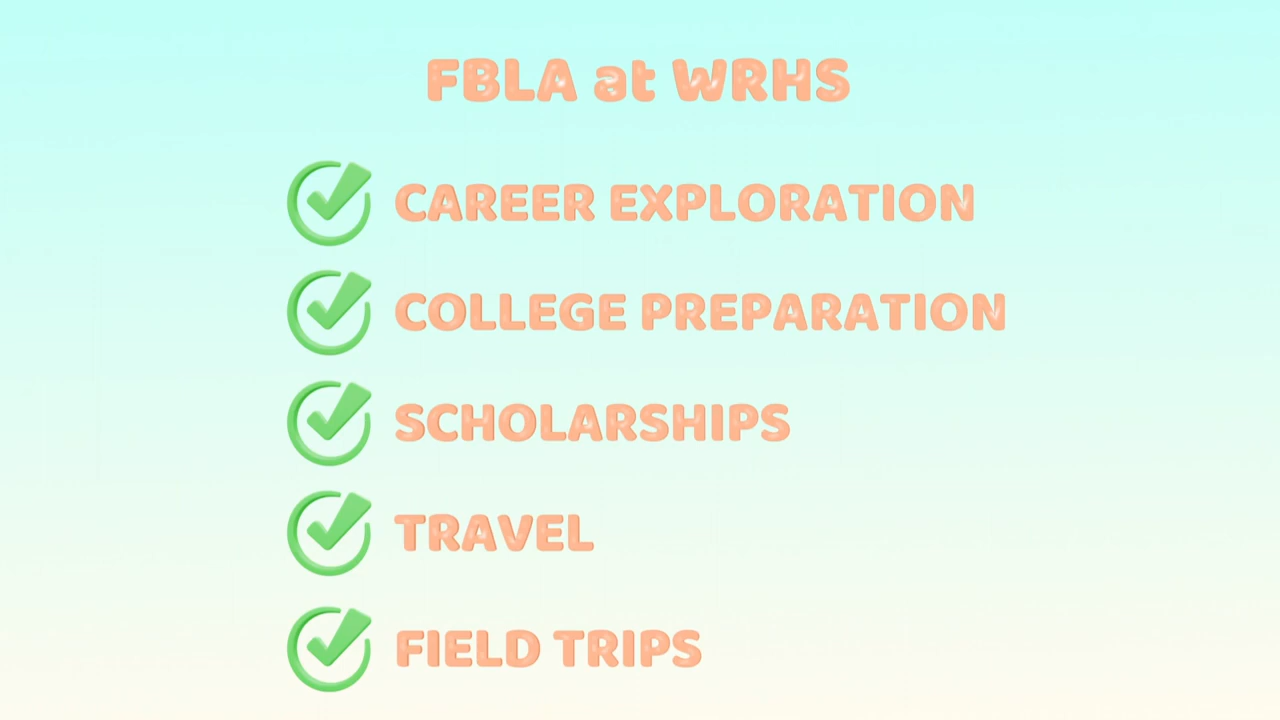 FBLA at WRHS
CAREER EXPLORATION
COLLEGE PREPARATION
SCHOLARSHIPS
TRAVEL
FIELD TRIPS